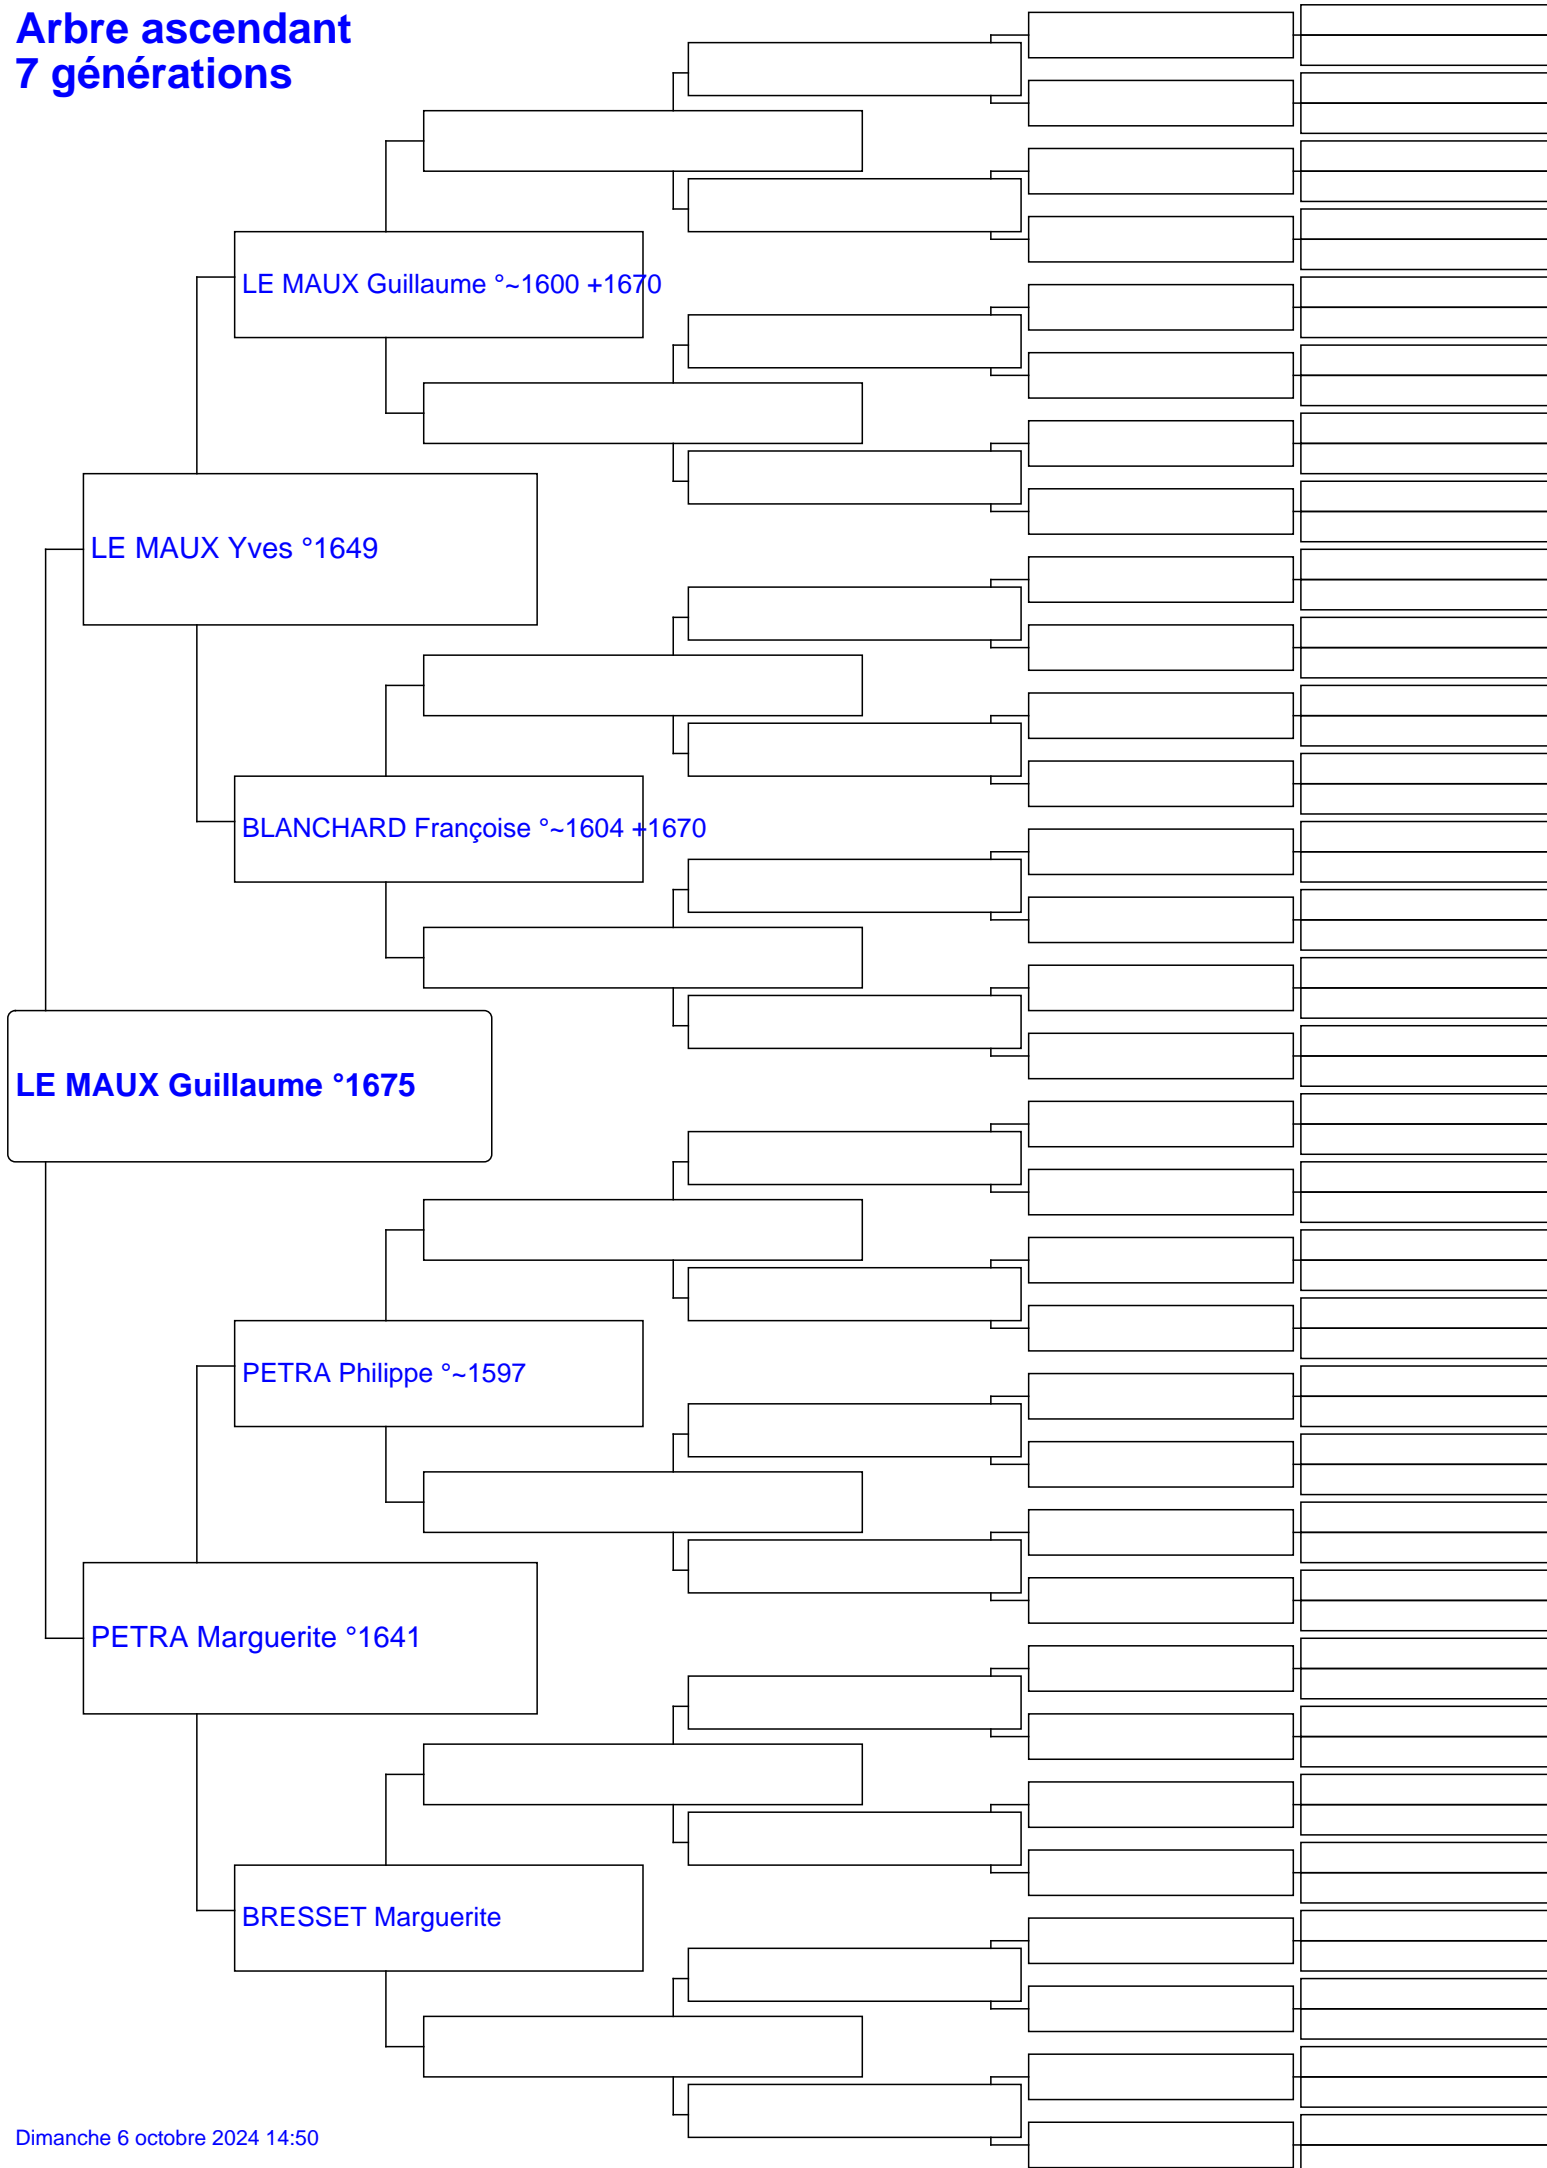 Arbre ascendant
7 générations
LE MAUX Guillaume °~1600 +1670
LE MAUX Yves °1649
BLANCHARD Françoise °~1604 +1670
LE MAUX Guillaume °1675
PETRA Philippe °~1597
PETRA Marguerite °1641
BRESSET Marguerite
Dimanche 6 octobre 2024 14:50